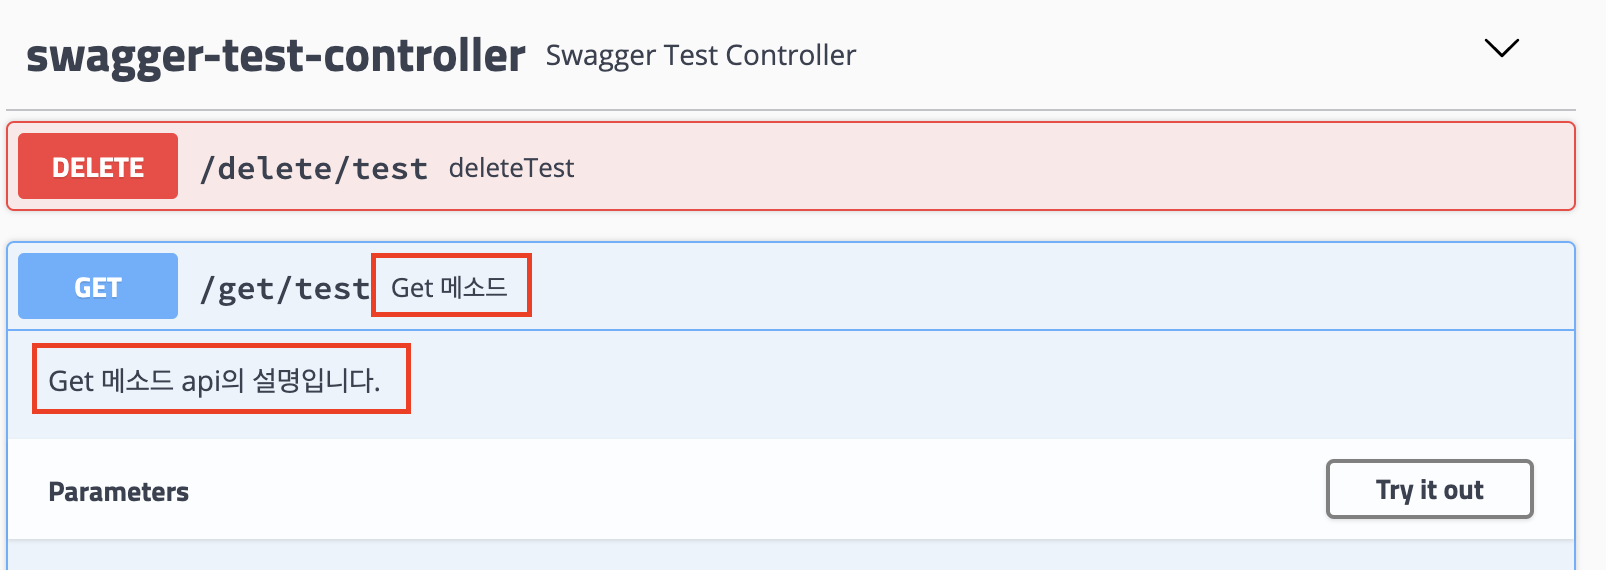 swagger-test-controller Swagger Test Controller
DELETE /delete/test deleteTest
GET /get/test Get 메소드
Get 메소드 api의 설명입니다.
Parameters Try it out